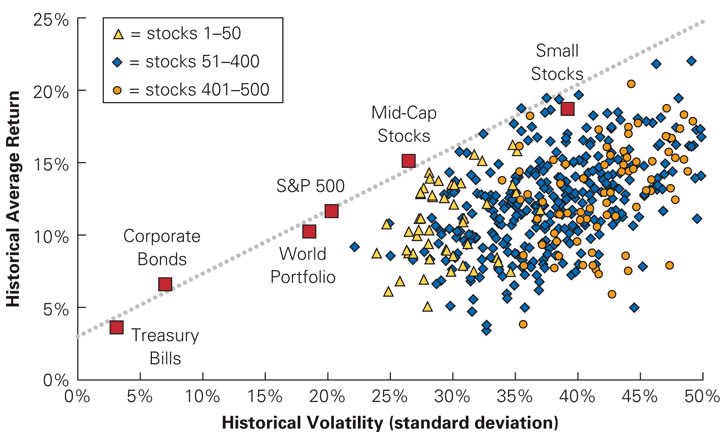 25%
20%
15%
10%
5%
0%
Historical Average Return
= stocks 1–50
= stocks 51–400
= stocks 401–500
Small
Stocks
Mid-Cap
Stocks
S&P 500
World
Portfolio
Corporate
Bonds
Treasury
Bills
0% 5% 10% 15% 20% 25% 30% 35% 40% 45% 50%
Historical Volatility (standard deviation)